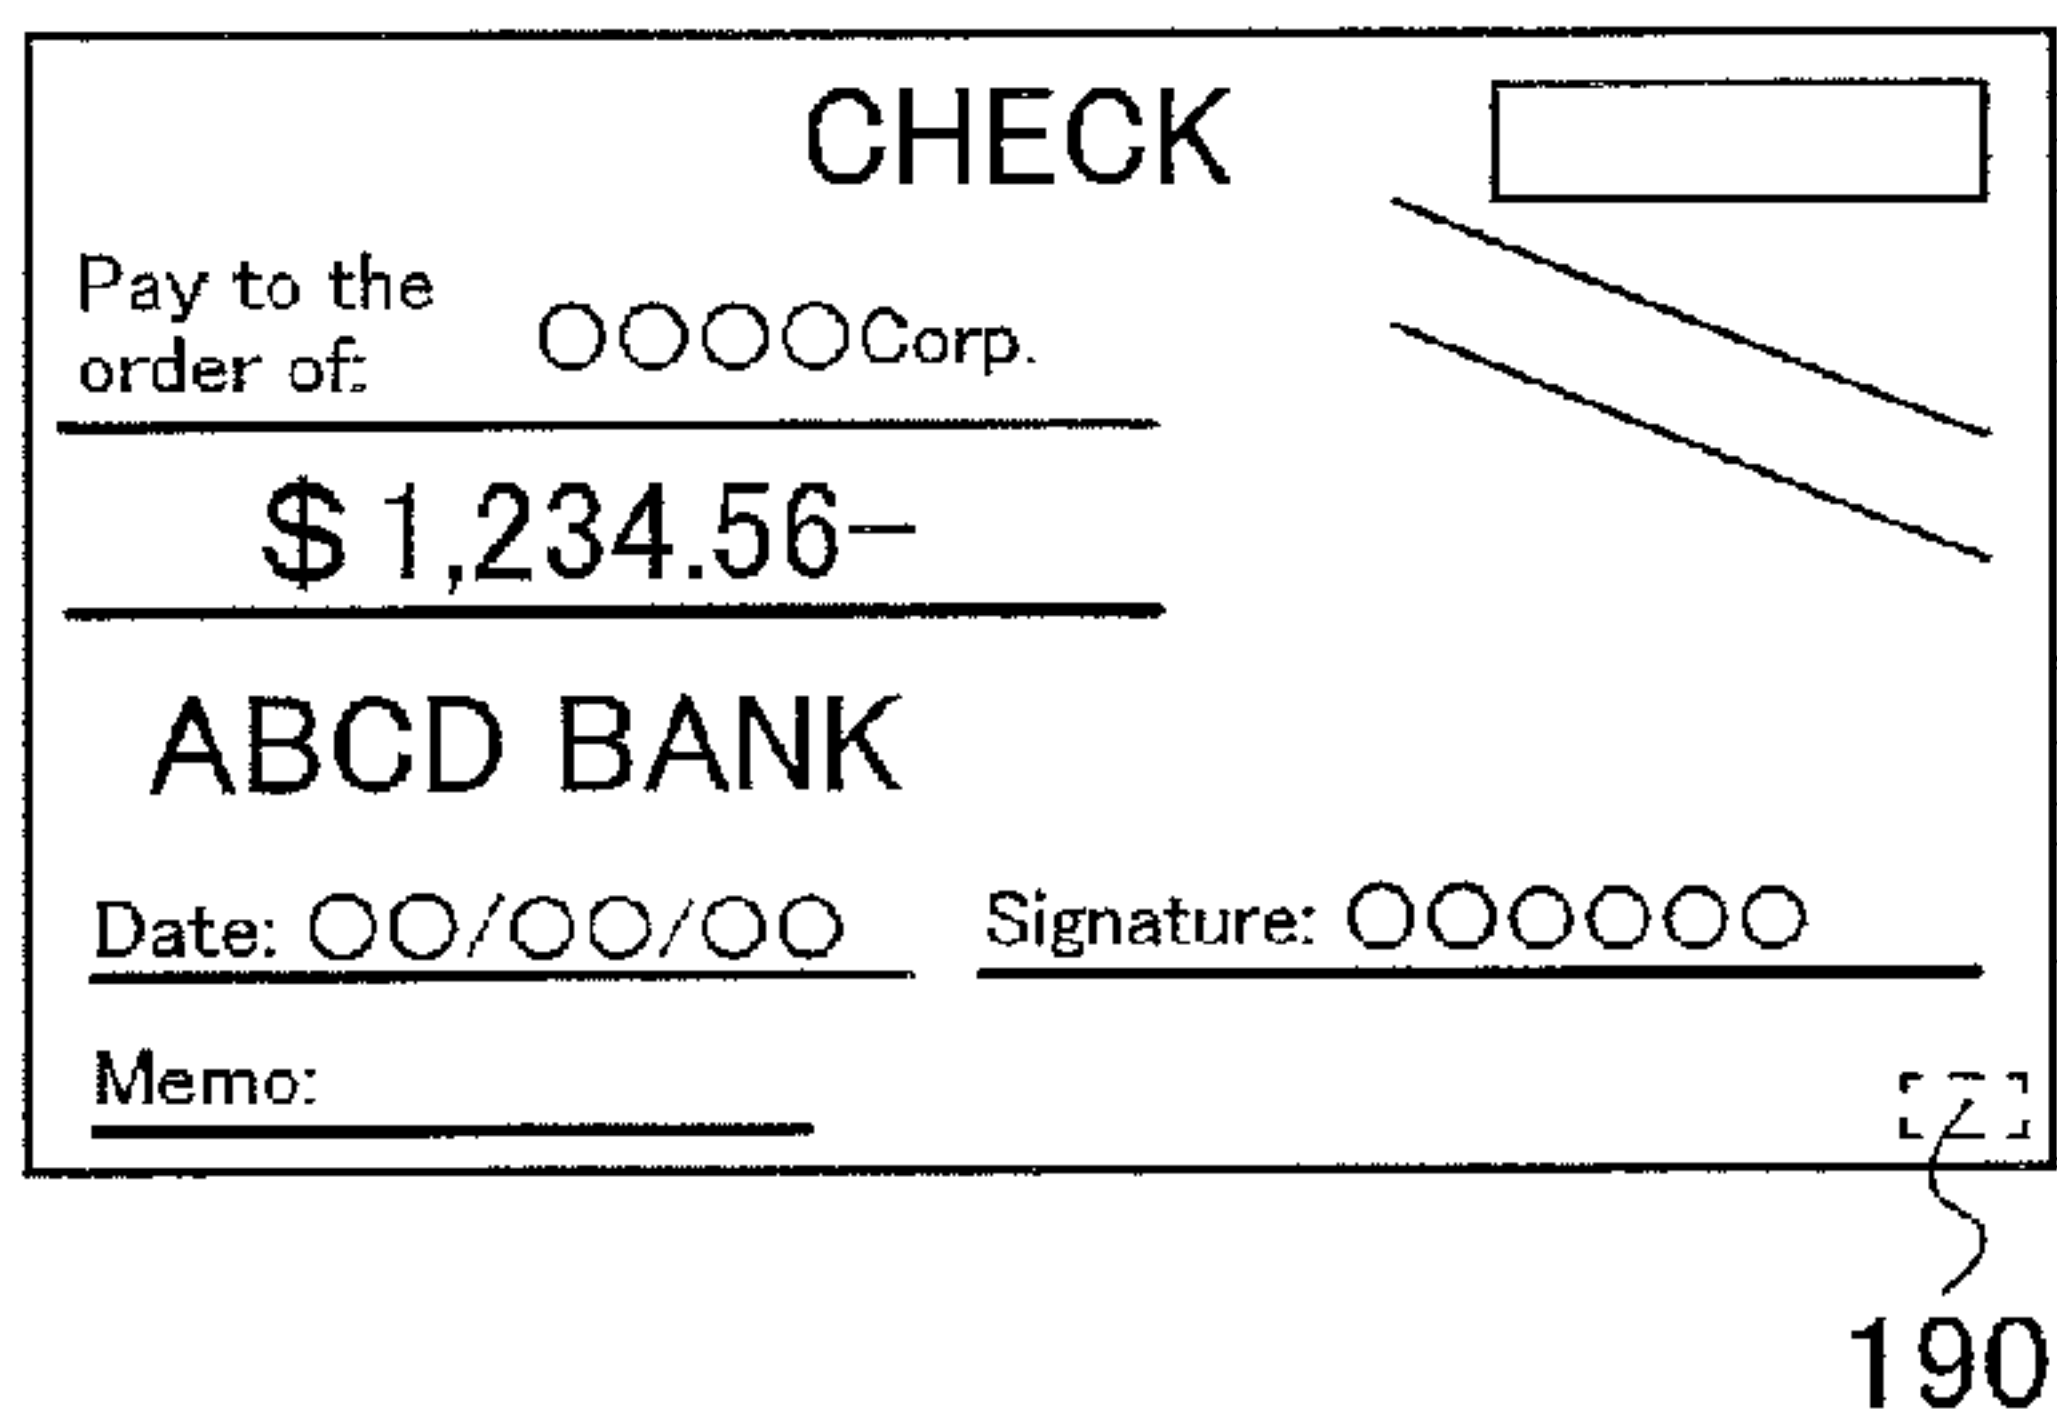 CHECK
Pay to the
order of: ○○○○Corp.
$1,234.56−
ABCD BANK
Date: ○○/○○/○○
Signature: ○○○○○○
Memo:
190